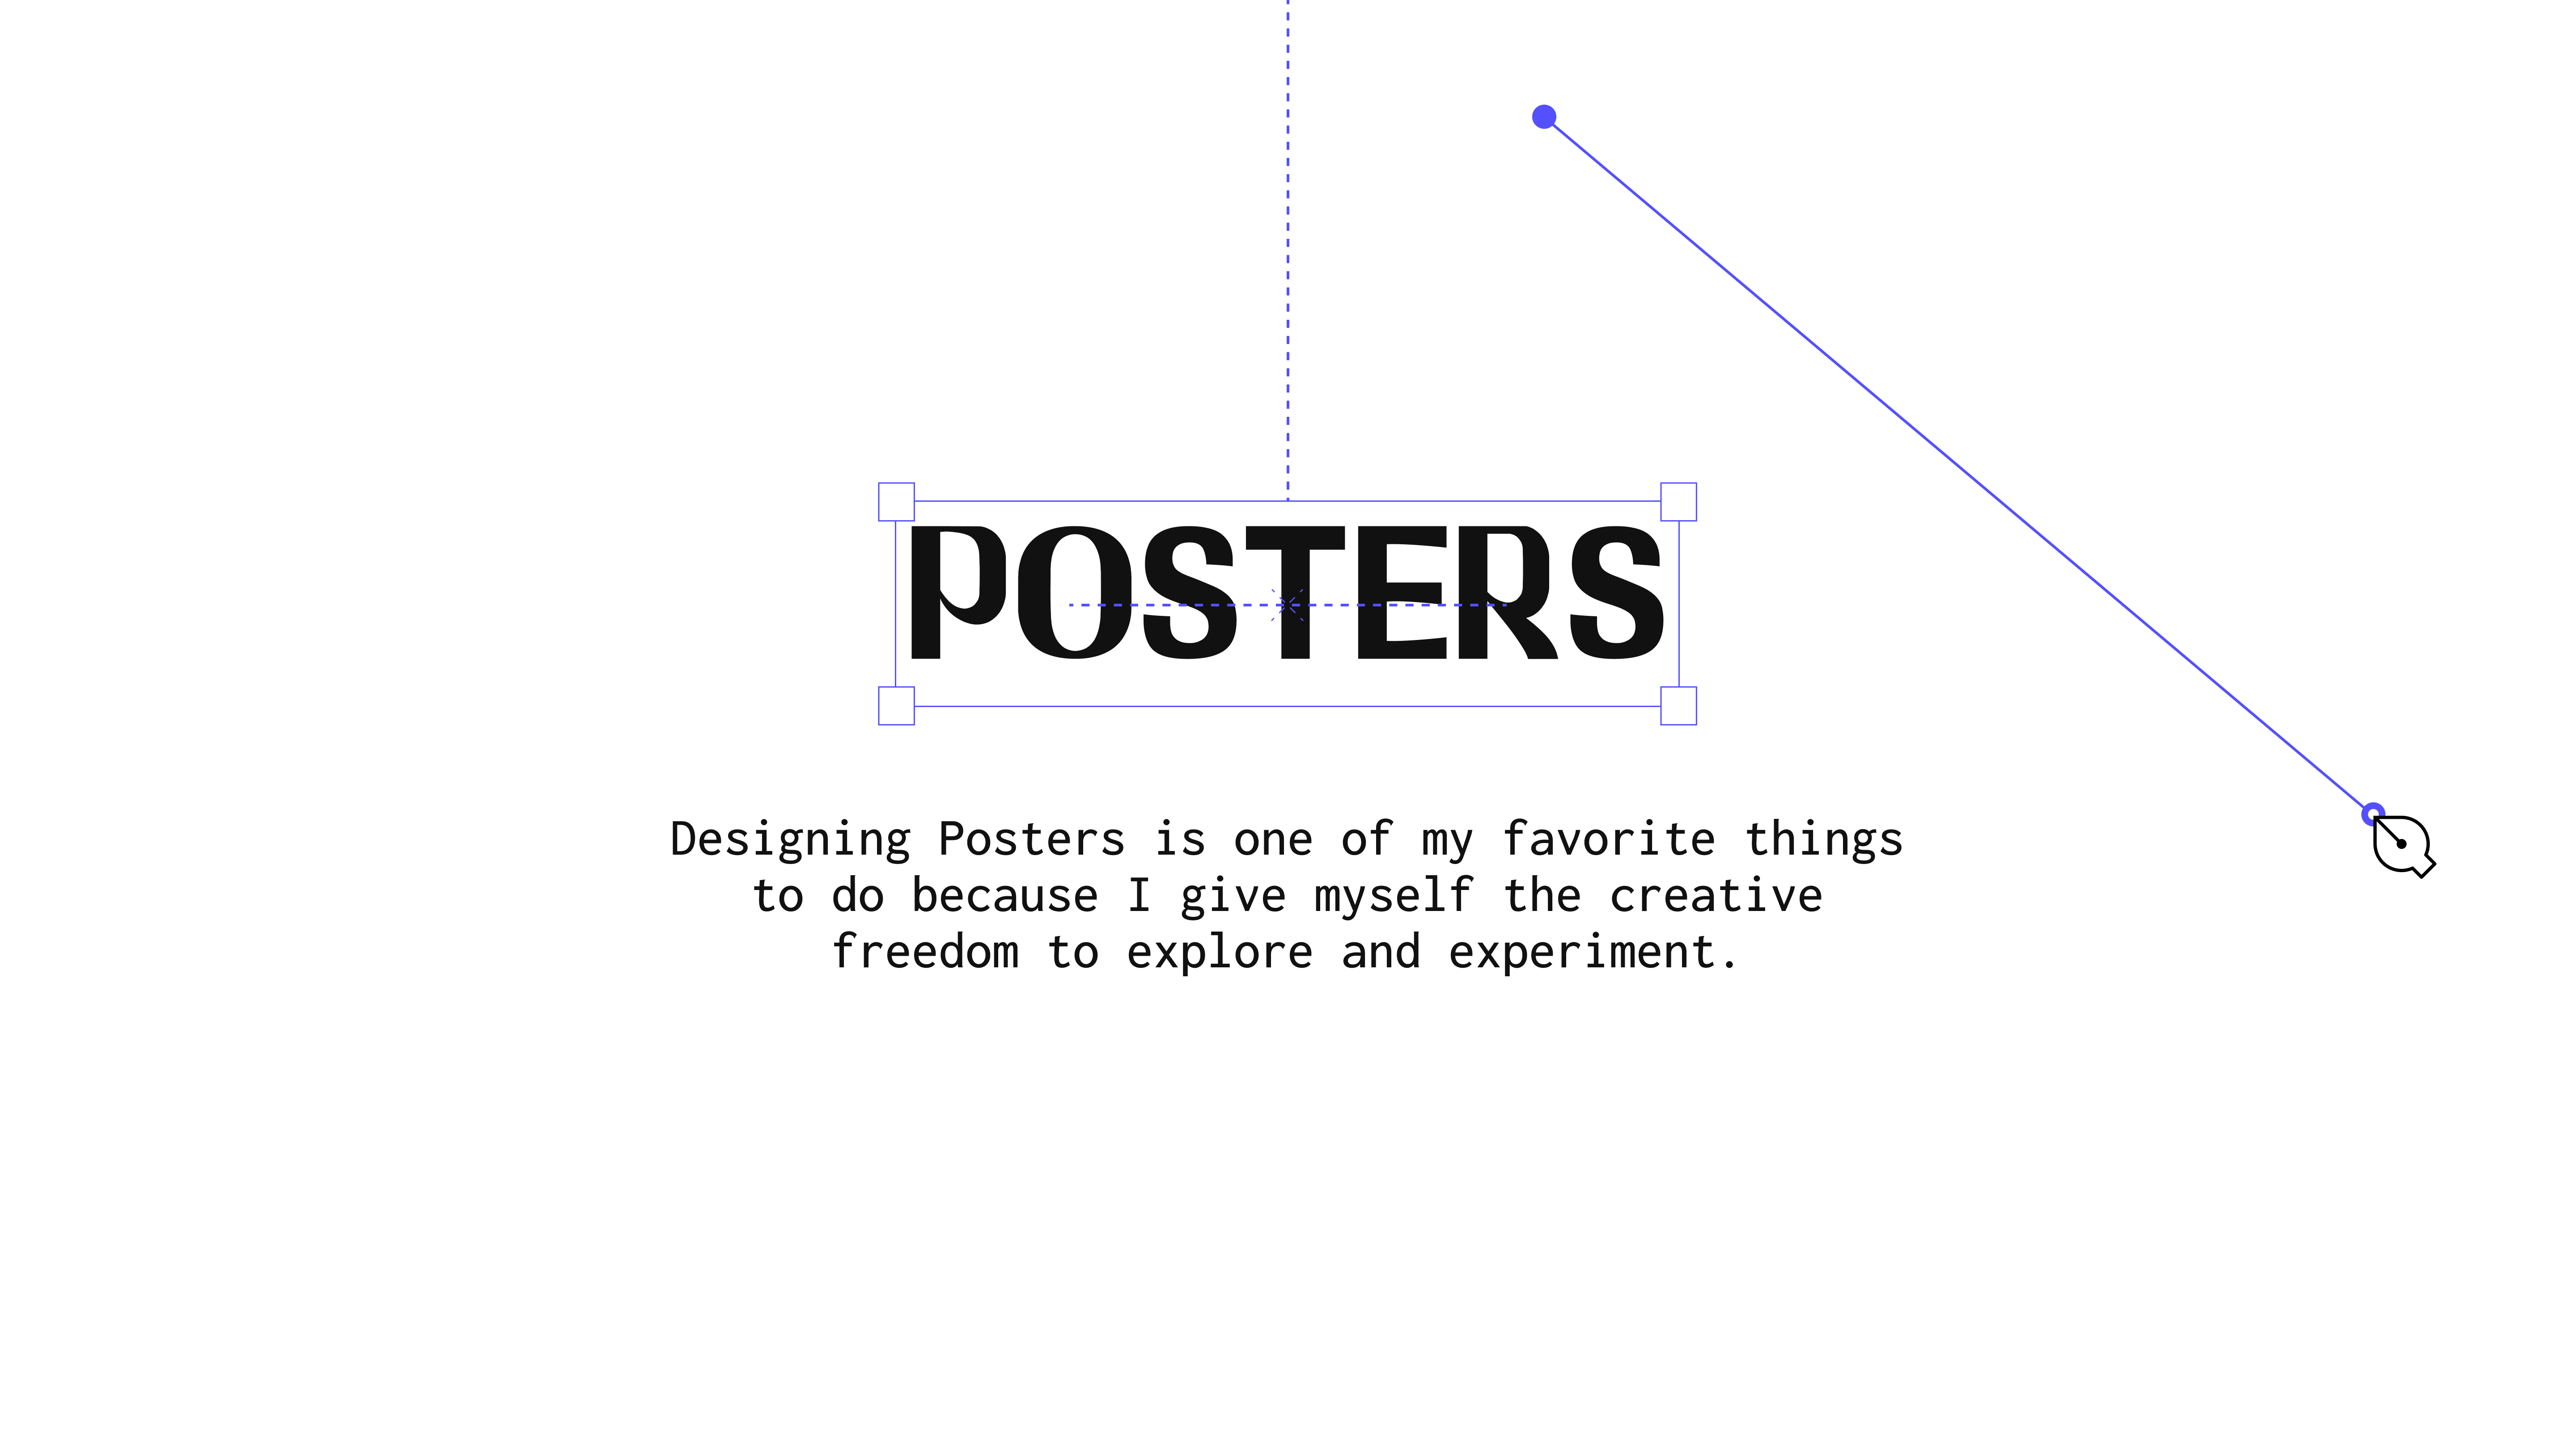 POSTERS
Designing Posters is one of my favorite things
to do because I give myself the creative
freedom to explore and experiment.